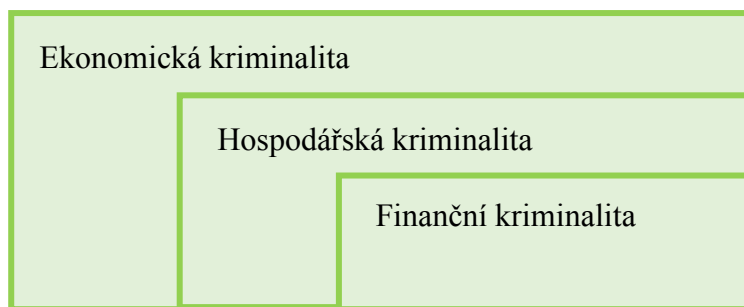 Ekonomická kriminalita
Hospodářská kriminalita
Finanční kriminalita